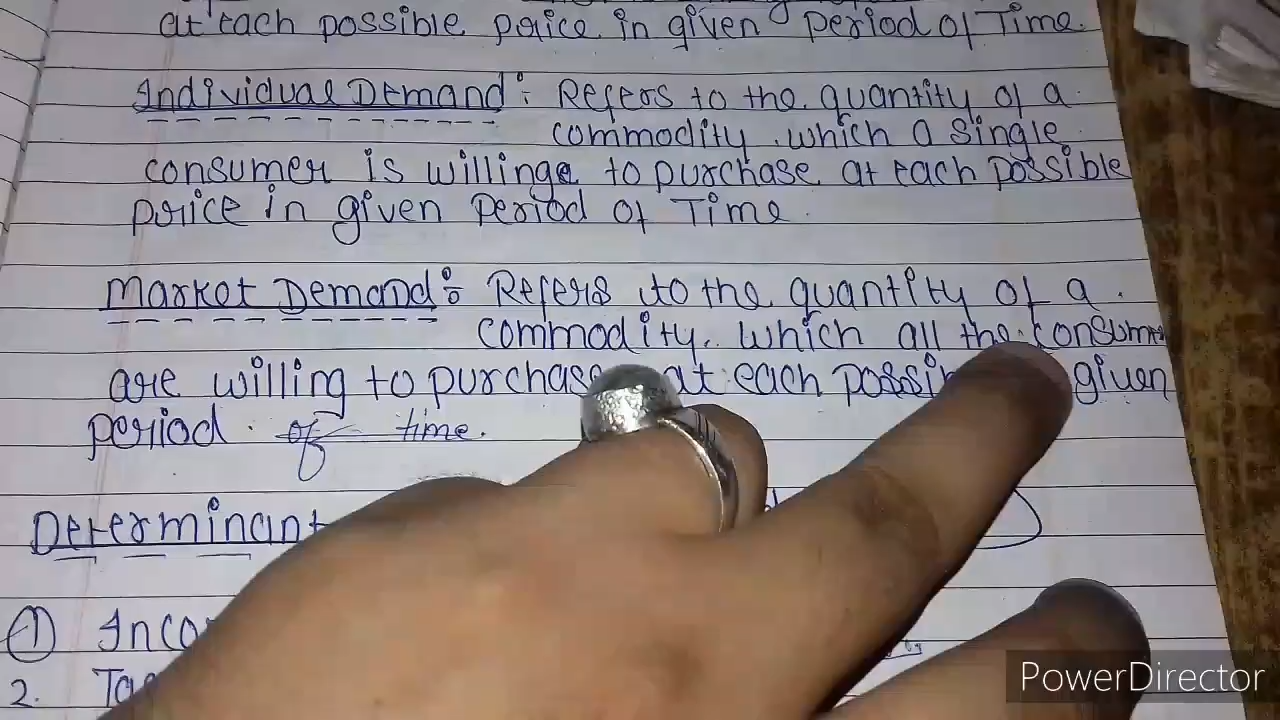 at each possible price in given period of Time.
Individual Demand: Refers to the quantity of a
commodity which a single
consumer is willinge to purchase at each possible
price in given period of Time.
Market Demand: Refers to the quantity of a
commodity, which all the consume
are willing to purchase at each possi given
period of time.
Determinant
① Inco
2. Ta
PowerDirector